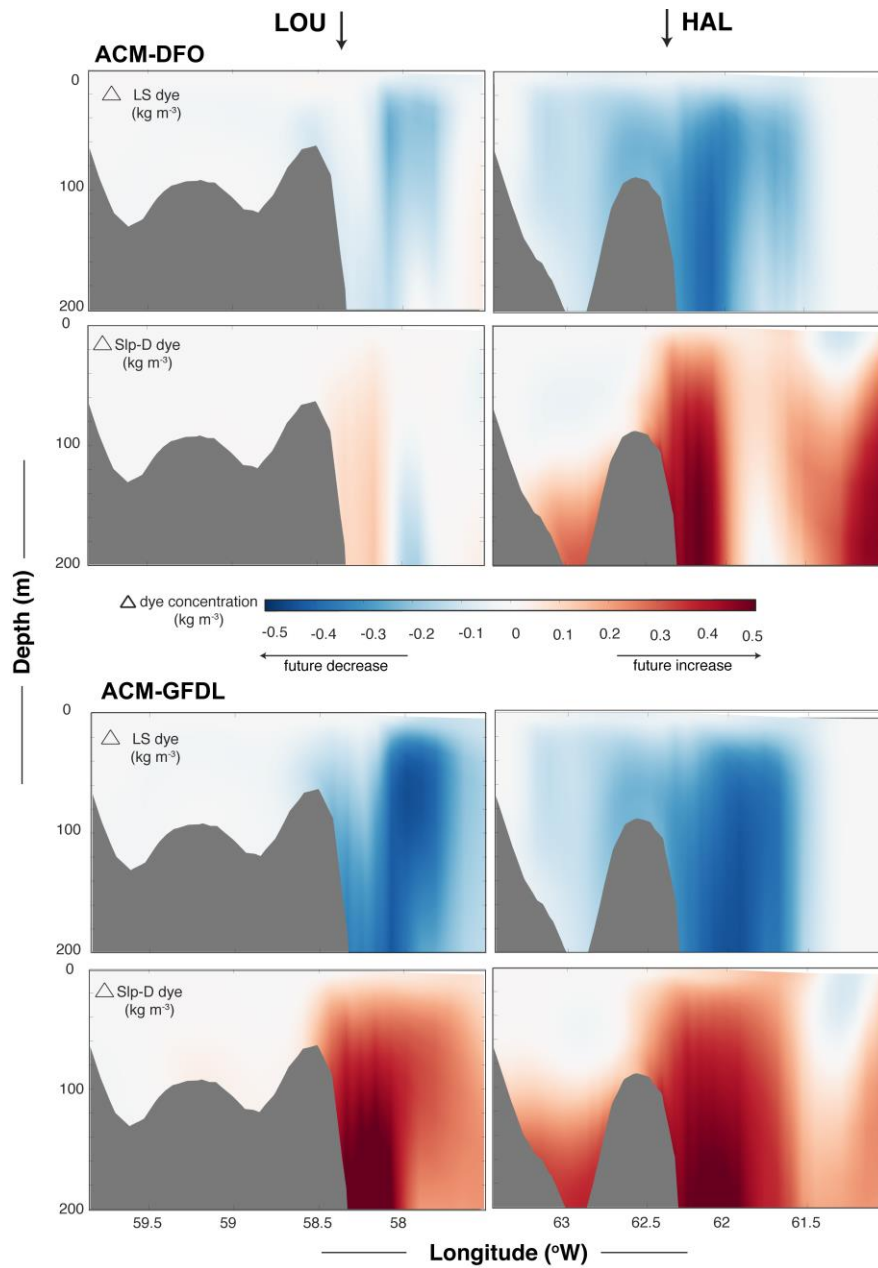 LOU ↓ ↓ HAL
ACM-DFO
0
△ LS dye
(kg m⁻³)
100
200
0
△ Slp-D dye
(kg m⁻³)
100
200
△ dye concentration
(kg m⁻³)
-0.5 -0.4 -0.3 -0.2 -0.1 0 0.1 0.2 0.3 0.4 0.5
future decrease future increase
Depth (m)
ACM-GFDL
0
△ LS dye
(kg m⁻³)
100
200
0
△ Slp-D dye
(kg m⁻³)
100
200
59.5 59 58.5 58 63 62.5 62 61.5
Longitude (ºW)